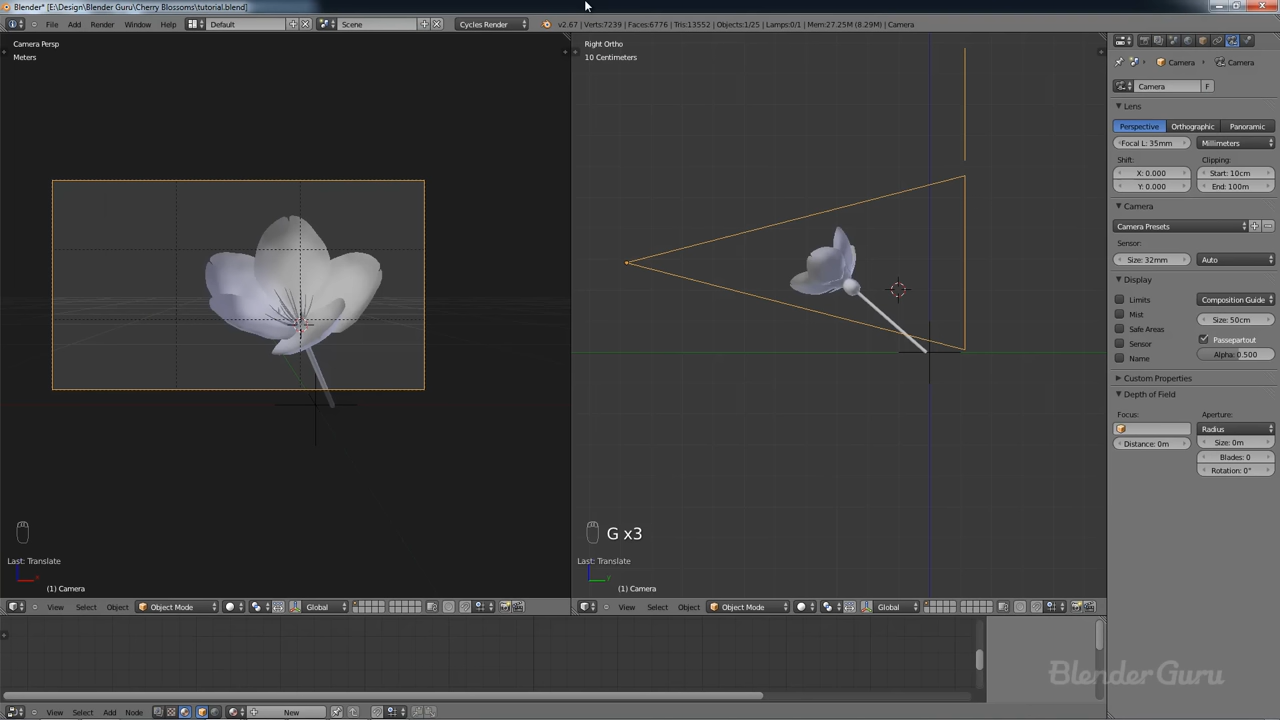 Blender* [E:\Design\Blender Guru\Cherry Blossoms\tutorial.blend]
File Add Render Window Help Default Scene Cycles Render v2.67 | Verts:7239 | Faces:6776 | Tris:13552 | Objects:1/25 | Lamps:0/1 | Mem:27.25M (8.29M) | Camera
Camera Persp
Meters
Right Ortho
10 Centimeters
G x3
Last: Translate
Last: Translate
(1) Camera
(1) Camera
View Select Object Object Mode Global
View Select Object Object Mode Global
View Select Add Node New
Camera Camera
Camera F
Lens
Perspective Orthographic Panoramic
Focal L: 35mm Millimeters
Shift: Clipping:
X: 0.000 Start: 10cm
Y: 0.000 End: 100m
Camera
Camera Presets
Sensor:
Size: 32mm Auto
Display
Limits Composition Guide
Mist Size: 50cm
Safe Areas
Sensor Passepartout
Name Alpha: 0.500
Custom Properties
Depth of Field
Focus: Aperture:
Radius
Distance: 0m Size: 0m
Blades: 0
Rotation: 0°
BlenderGuru